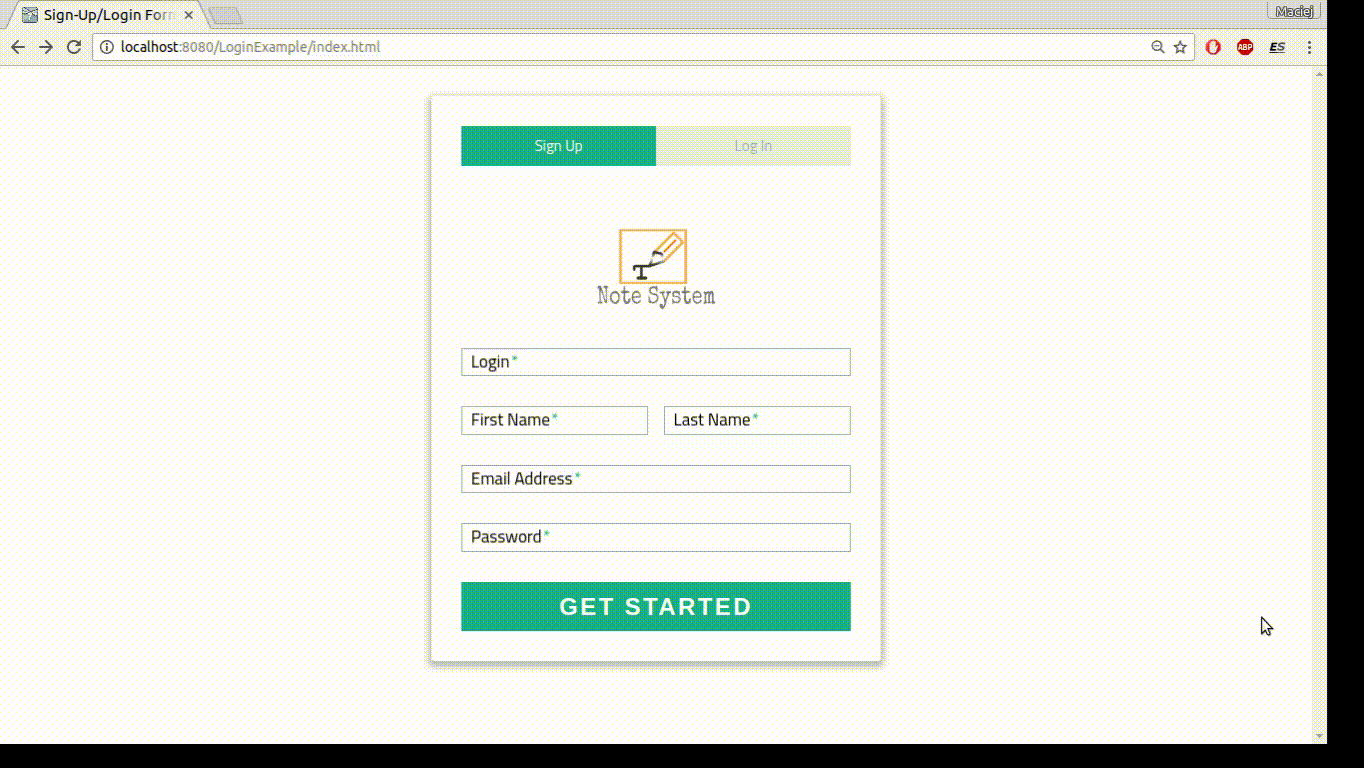 Sign-Up/Login Form
Maciej
localhost:8080/LoginExample/index.html
ABP
ES
Sign Up
Log In
T
Note System
Login*
First Name*
Last Name*
Email Address*
Password*
GET STARTED